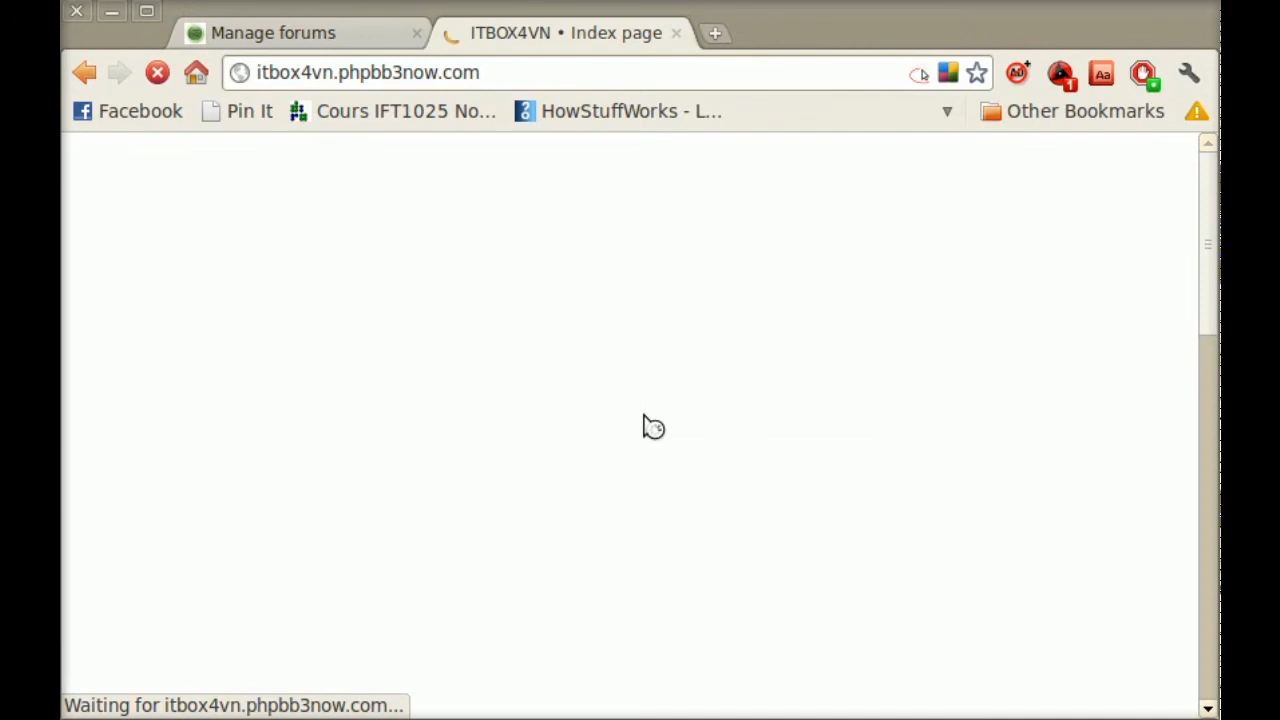 Manage forums
ITBOX4VN • Index page
itbox4vn.phpbb3now.com
Facebook
Pin It
Cours IFT1025 No...
HowStuffWorks - L...
Other Bookmarks
Waiting for itbox4vn.phpbb3now.com...